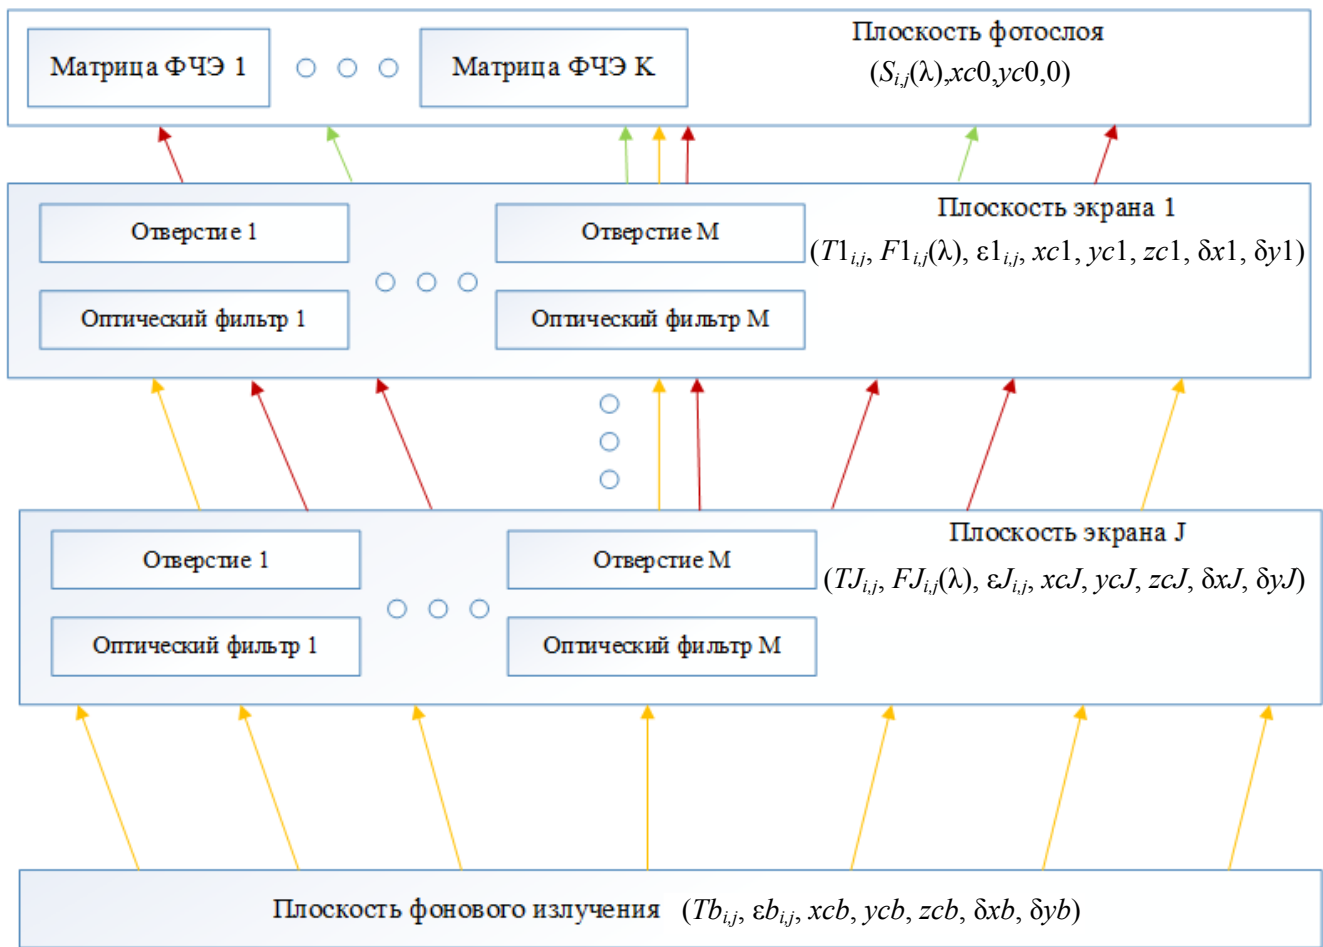 Плоскость фотослоя
Матрица ФЧЭ 1
Матрица ФЧЭ K
(Si,j(λ),xc0,yc0,0)
Плоскость экрана 1
Отверстие 1
Отверстие M
(T1i,j, F1i,j(λ), ε1i,j, xc1, yc1, zc1, δx1, δy1)
Оптический фильтр 1
Оптический фильтр M
Плоскость экрана J
Отверстие 1
Отверстие M
(TJi,j, FJi,j(λ), εJi,j, xcJ, ycJ, zcJ, δxJ, δyJ)
Оптический фильтр 1
Оптический фильтр M
Плоскость фонового излучения (Tbi,j, εbi,j, xcb, ycb, zcb, δxb, δyb)